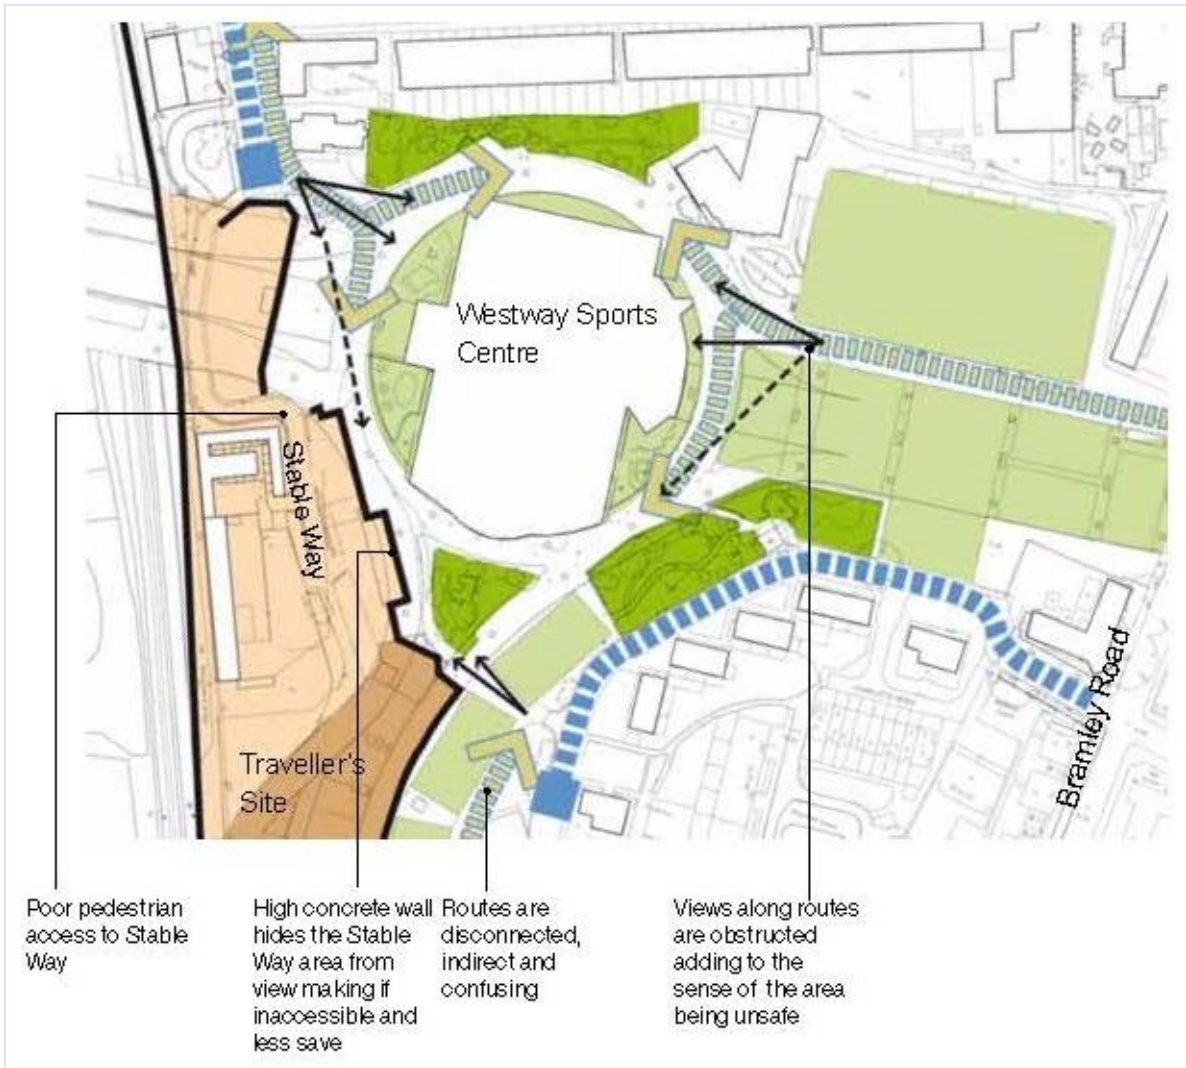 Westway Sports
Centre
Stable Way
Traveller's
Site
Bramley Road
Poor pedestrian
access to Stable
Way
High concrete wall
hides the Stable
Way area from
view making if
inaccessible and
less save
Routes are
disconnected,
indirect and
confusing
Views along routes
are obstructed
adding to the
sense of the area
being unsafe